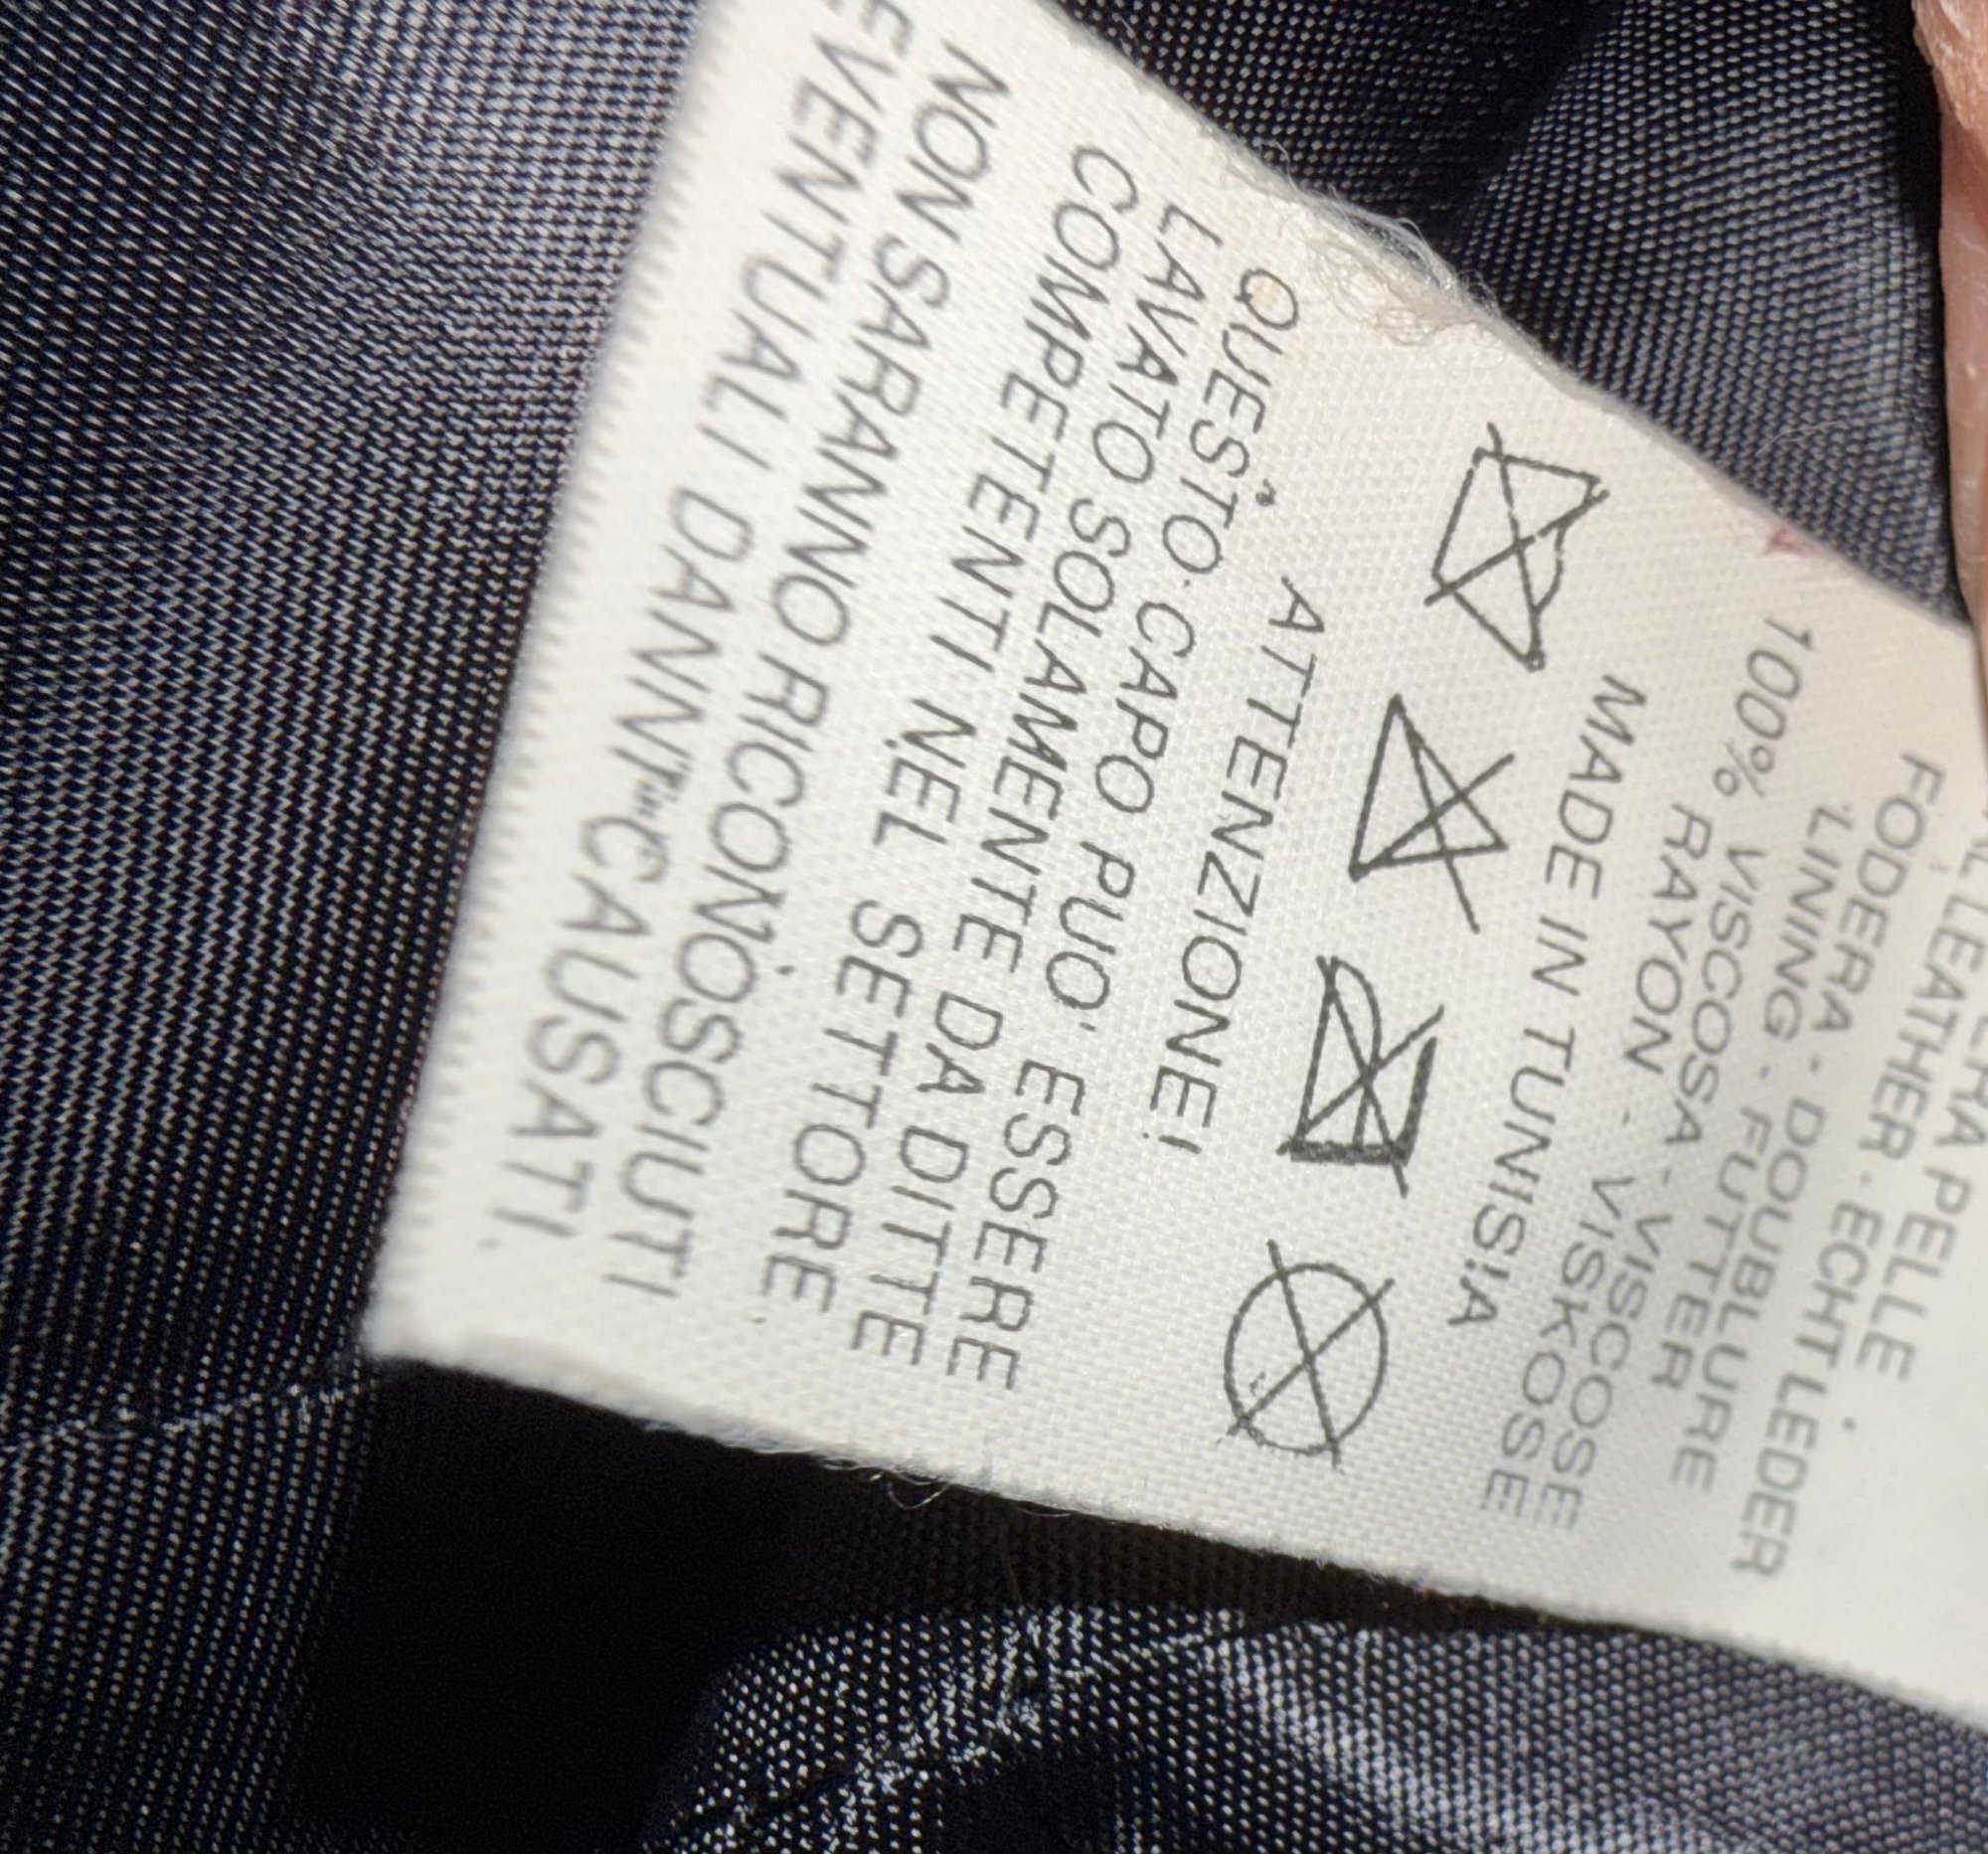 PELLE
LEATHER - ECHT LEDER
FODERA - DOUBLURE
LINING - FUTTER
100% VISCOSA - VISCOSE
RAYON - VISKOSE
MADE IN TUNISIA
ATTENZIONE!
QUESTO CAPO PUO' ESSERE
LAVATO SOLAMENTE DA DITTE
COMPETENTI NEL SETTORE
NON SARANNO RICONOSCIUTI
EVENTUALI DANNI CAUSATI